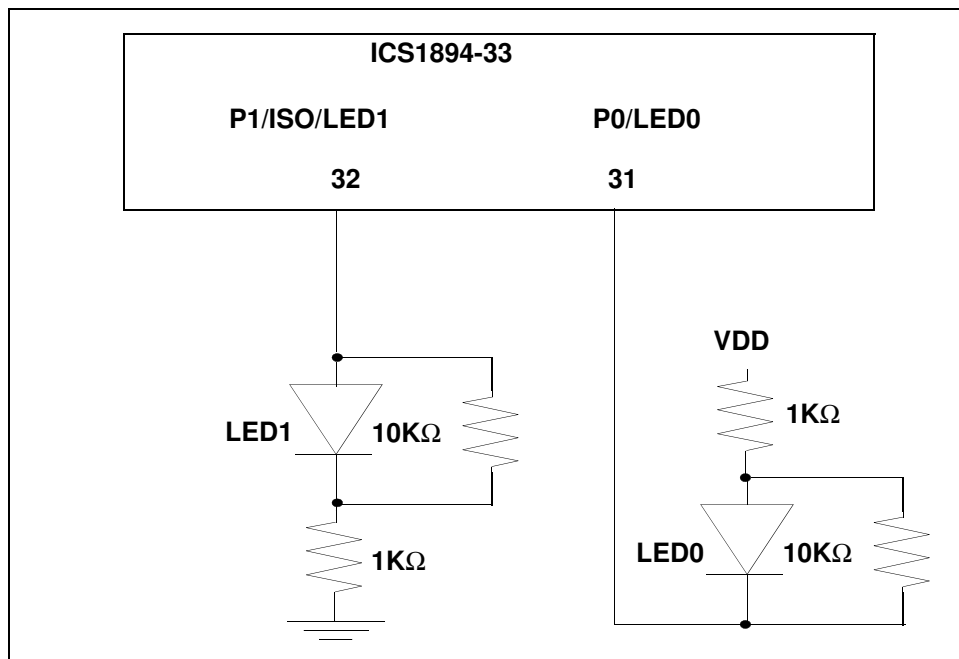 ICS1894-33
P1/ISO/LED1 P0/LED0
32 31
VDD
1KΩ
LED1 10KΩ
LED0 10KΩ
1KΩ